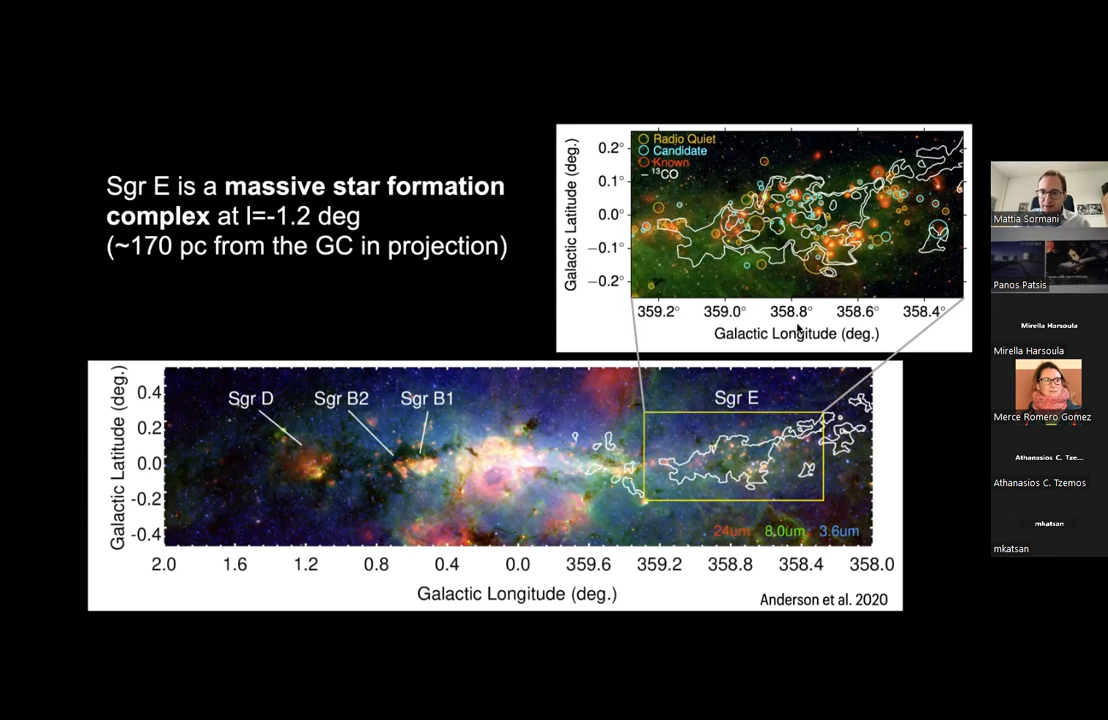 Sgr E is a massive star formation
complex at l=-1.2 deg
(~170 pc from the GC in projection)
Radio Quiet
Candidate
Known
¹³CO
Galactic Latitude (deg.)
0.2°
0.1°
0.0°
−0.1°
−0.2°
359.2° 359.0° 358.8° 358.6° 358.4°
Galactic Longitude (deg.)
Sgr D Sgr B2 Sgr B1 Sgr E
Galactic Latitude (deg.)
0.4
0.2
0.0
-0.2
-0.4
24um 8.0um 3.6um
2.0 1.6 1.2 0.8 0.4 0.0 359.6 359.2 358.8 358.4 358.0
Galactic Longitude (deg.)
Anderson et al. 2020
Mattia Sormani
Panos Patsis
Mirella Harsoula
Mirella Harsoula
Merce Romero Gomez
Athanasios C. Tze...
Athanasios C. Tzemos
mkatsan
mkatsan